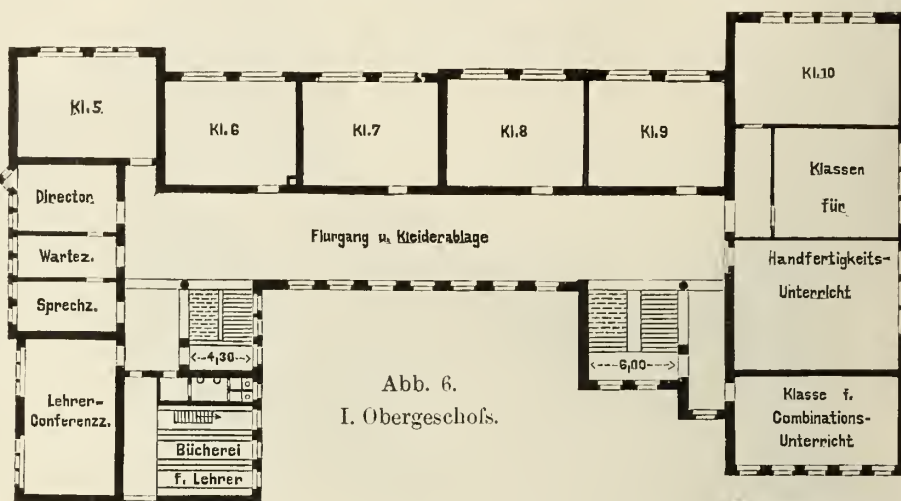 Kl. 5.
Kl. 6
Kl. 7
Kl. 8
Kl. 9
Kl. 10
Director.
Wartez.
Sprechz.
Lehrer-
Conferenzz.
Flurgang u. Kleiderablage
Klassen
für
Handfertigkeits-
Unterricht
Klasse f.
Combinations-
Unterricht
<--4,30-->
<---6,00--->
Bücherei
f. Lehrer
Abb. 6.
I. Obergeschoſs.